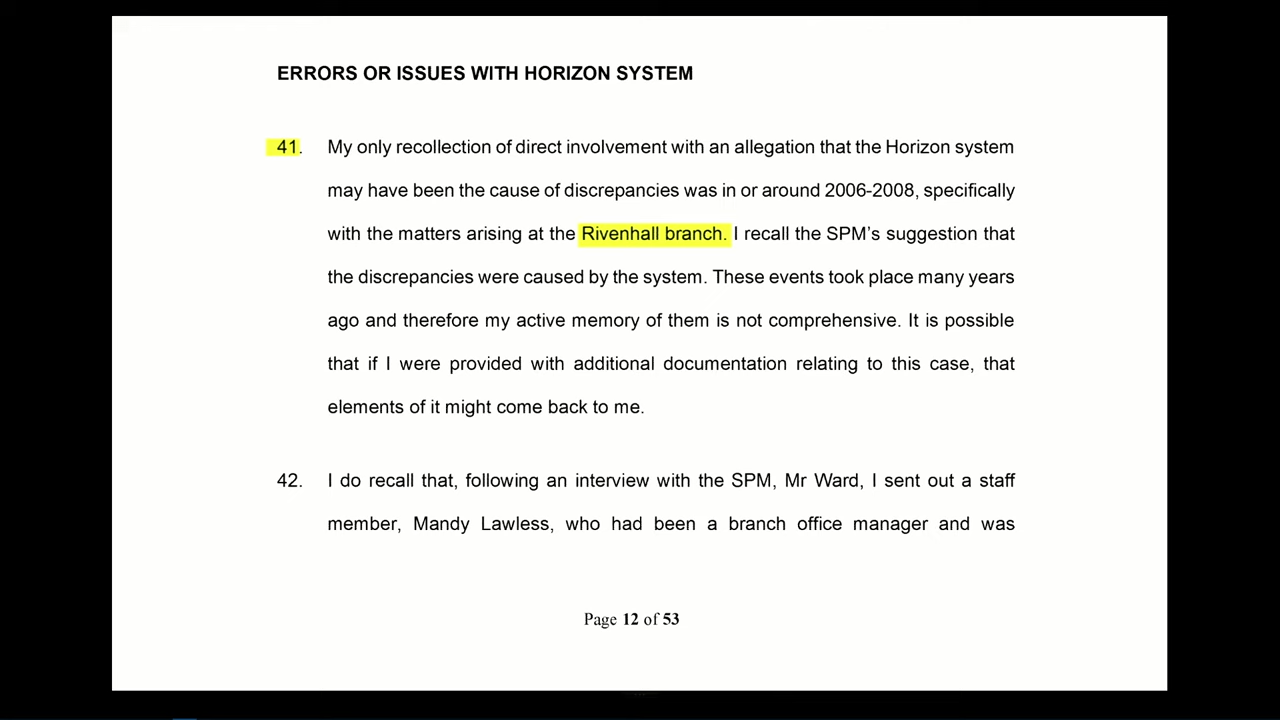 ERRORS OR ISSUES WITH HORIZON SYSTEM
41. My only recollection of direct involvement with an allegation that the Horizon system
may have been the cause of discrepancies was in or around 2006-2008, specifically
with the matters arising at the Rivenhall branch. I recall the SPM's suggestion that
the discrepancies were caused by the system. These events took place many years
ago and therefore my active memory of them is not comprehensive. It is possible
that if I were provided with additional documentation relating to this case, that
elements of it might come back to me.
42. I do recall that, following an interview with the SPM, Mr Ward, I sent out a staff
member, Mandy Lawless, who had been a branch office manager and was
Page 12 of 53